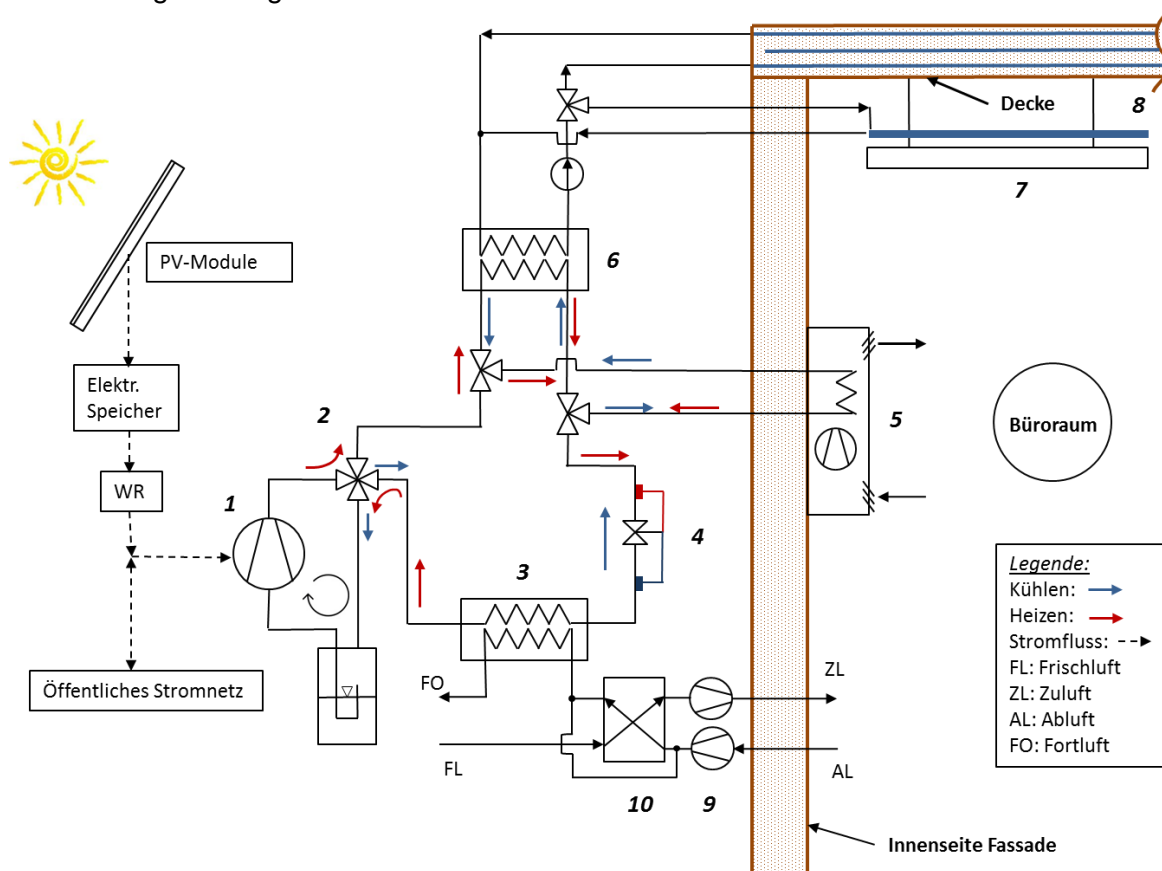 Decke
8
7
PV-Module
6
Elektr.
Speicher
2
5
Büroraum
WR
1
4
3
Legende:
Kühlen:
Heizen:
Stromfluss:
FL: Frischluft
ZL: Zuluft
AL: Abluft
FO: Fortluft
Öffentliches Stromnetz
FO
ZL
FL
AL
10
9
Innenseite Fassade